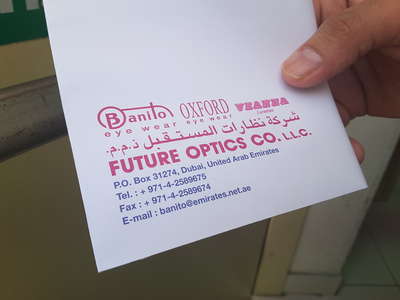 Banito OXFORD VRANNA
eye wear eye wear
شركة نظارات المستقبل ذ.م.م.
FUTURE OPTICS CO. L.L.C.
P.O. Box 31274, Dubai, United Arab Emirates
Tel. : + 971-4-2589675
Fax : + 971-4-2589674
E-mail : banito@emirates.net.ae